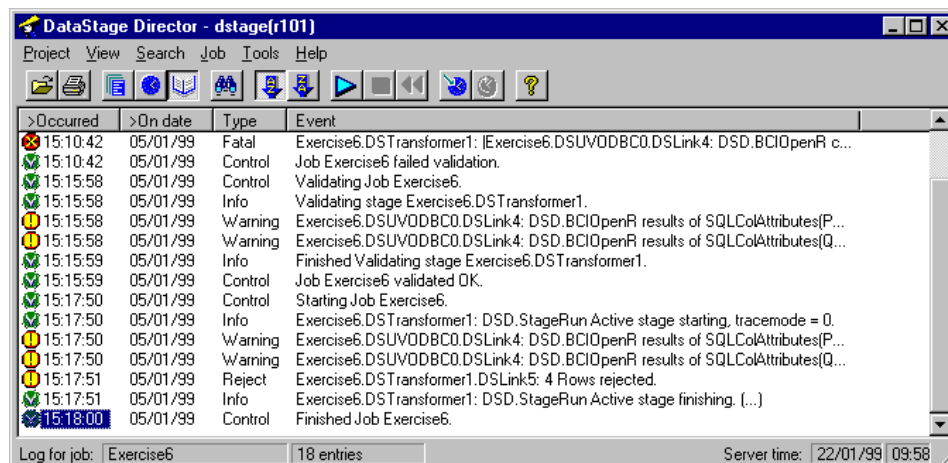 DataStage Director - dstage(r101)
Project View Search Job Tools Help
>Occurred >On date Type Event
15:10:42 05/01/99 Fatal Exercise6.DSTransformer1: |Exercise6.DSUVODBC0.DSLink4: DSD.BCIOpenR c...
15:10:42 05/01/99 Control Job Exercise6 failed validation.
15:15:58 05/01/99 Control Validating Job Exercise6.
15:15:58 05/01/99 Info Validating stage Exercise6.DSTransformer1.
15:15:58 05/01/99 Warning Exercise6.DSUVODBC0.DSLink4: DSD.BCIOpenR results of SQLColAttributes(P...
15:15:58 05/01/99 Warning Exercise6.DSUVODBC0.DSLink4: DSD.BCIOpenR results of SQLColAttributes(Q...
15:15:59 05/01/99 Info Finished Validating stage Exercise6.DSTransformer1.
15:15:59 05/01/99 Control Job Exercise6 validated OK.
15:17:50 05/01/99 Control Starting Job Exercise6.
15:17:50 05/01/99 Info Exercise6.DSTransformer1: DSD.StageRun Active stage starting, tracemode = 0.
15:17:50 05/01/99 Warning Exercise6.DSUVODBC0.DSLink4: DSD.BCIOpenR results of SQLColAttributes(P...
15:17:50 05/01/99 Warning Exercise6.DSUVODBC0.DSLink4: DSD.BCIOpenR results of SQLColAttributes(Q...
15:17:51 05/01/99 Reject Exercise6.DSTransformer1.DSLink5: 4 Rows rejected.
15:17:51 05/01/99 Info Exercise6.DSTransformer1: DSD.StageRun Active stage finishing. (...)
15:18:00 05/01/99 Control Finished Job Exercise6.
Log for job: Exercise6 18 entries Server time: 22/01/99 09:58